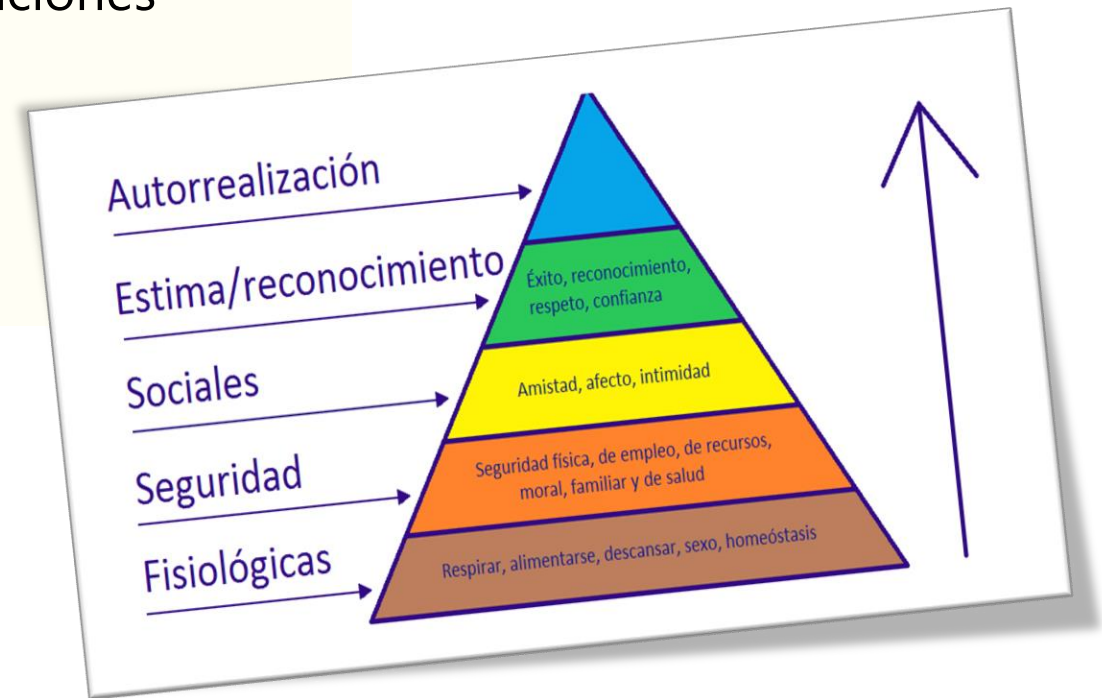 Autorrealización
Estima/reconocimiento
Éxito, reconocimiento,
respeto, confianza
Sociales
Amistad, afecto, intimidad
Seguridad
Seguridad física, de empleo, de recursos,
moral, familiar y de salud
Fisiológicas
Respirar, alimentarse, descansar, sexo, homeóstasis